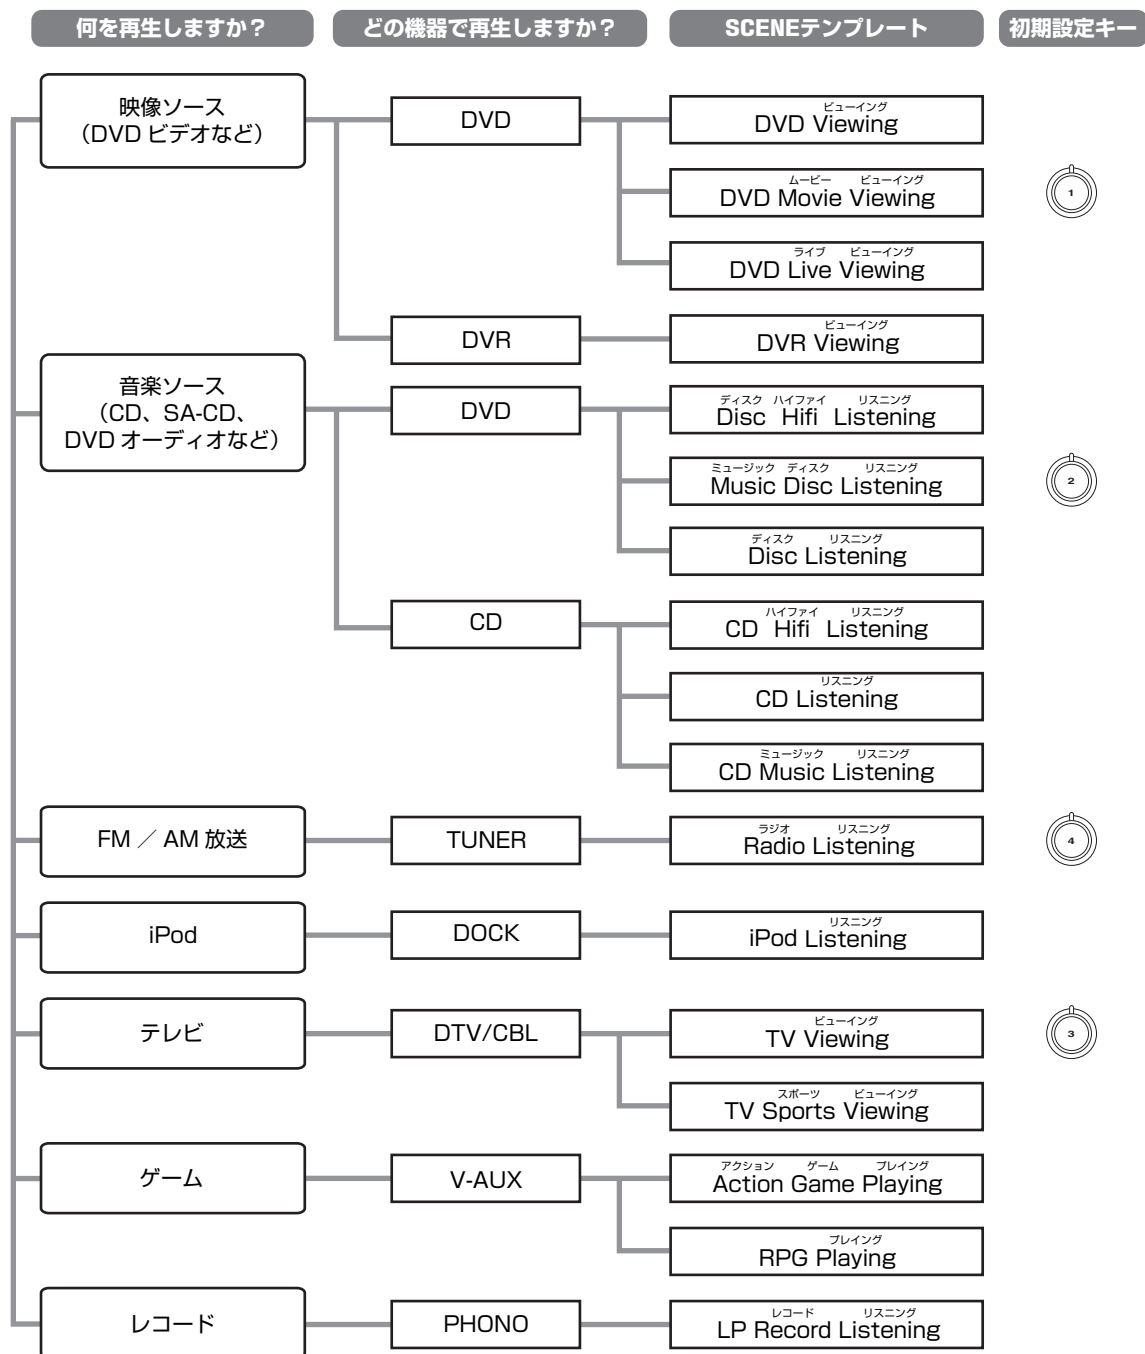 何を再生しますか？ どの機器で再生しますか？ SCENEテンプレート 初期設定キー
映像ソース
（DVD ビデオなど）
DVD
ビューイング
DVD Viewing
ムービー ビューイング
DVD Movie Viewing
1
ライブ ビューイング
DVD Live Viewing
DVR
ビューイング
DVR Viewing
音楽ソース
（CD、SA-CD、
DVD オーディオなど）
DVD
ディスク ハイファイ リスニング
Disc Hifi Listening
ミュージック ディスク リスニング
Music Disc Listening
2
ディスク リスニング
Disc Listening
CD
ハイファイ リスニング
CD Hifi Listening
リスニング
CD Listening
ミュージック リスニング
CD Music Listening
FM ／ AM 放送
TUNER
ラジオ リスニング
Radio Listening
4
iPod
DOCK
リスニング
iPod Listening
テレビ
DTV/CBL
ビューイング
TV Viewing
3
スポーツ ビューイング
TV Sports Viewing
ゲーム
V-AUX
アクション ゲーム プレイング
Action Game Playing
プレイング
RPG Playing
レコード
PHONO
レコード リスニング
LP Record Listening